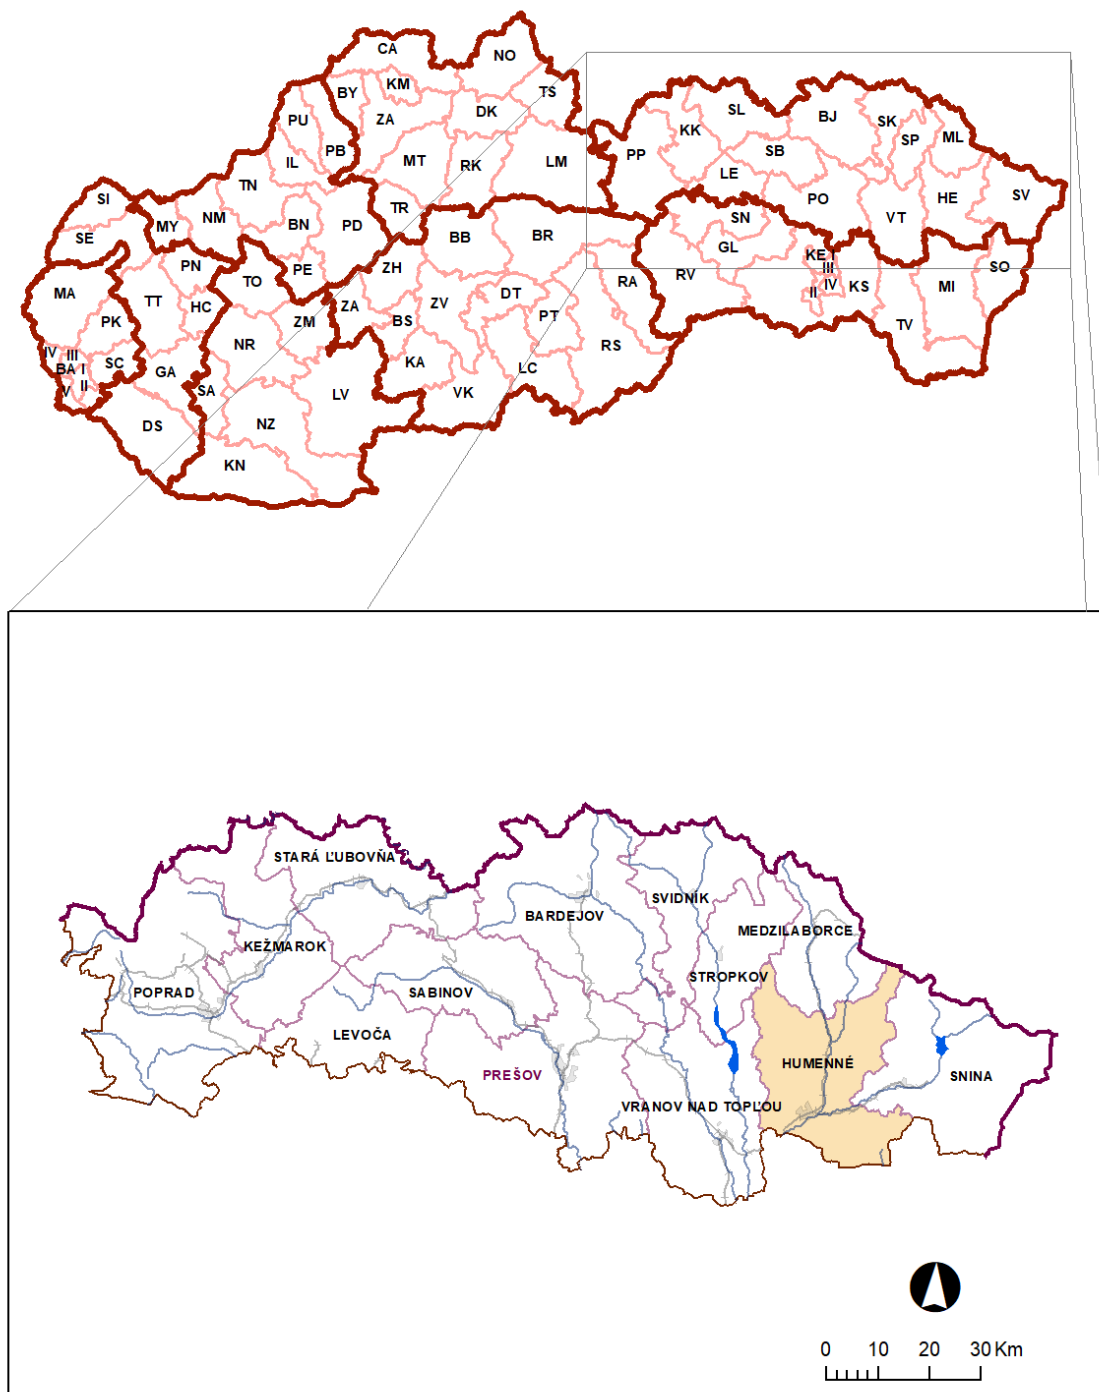 CA
NO
BY
KM
TS
PU
ZA
DK
SL
BJ
SK
SP
ML
KK
PB
IL
MT
RK
LM
PP
SB
LE
TN
SI
NM
MY
BN
PD
TR
PO
VT
HE
SV
SE
BB
BR
SN
GL
PN
PE
ZH
KE
I
III
IV
II
KS
RV
SO
MI
MA
TT
TO
HC
ZA
ZV
DT
RA
PK
ZM
BS
PT
TV
NR
RS
IV
III
BA
I
II
V
SC
GA
KA
LC
SA
LV
VK
DS
NZ
KN
STARÁ ĽUBOVŇA
BARDEJOV
SVIDNÍK
MEDZILABORCE
KEŽMAROK
STROPKOV
POPRAD
SABINOV
LEVOČA
HUMENNÉ
PREŠOV
SNINA
VRANOV NAD TOPĽOU
0 10 20 30 Km